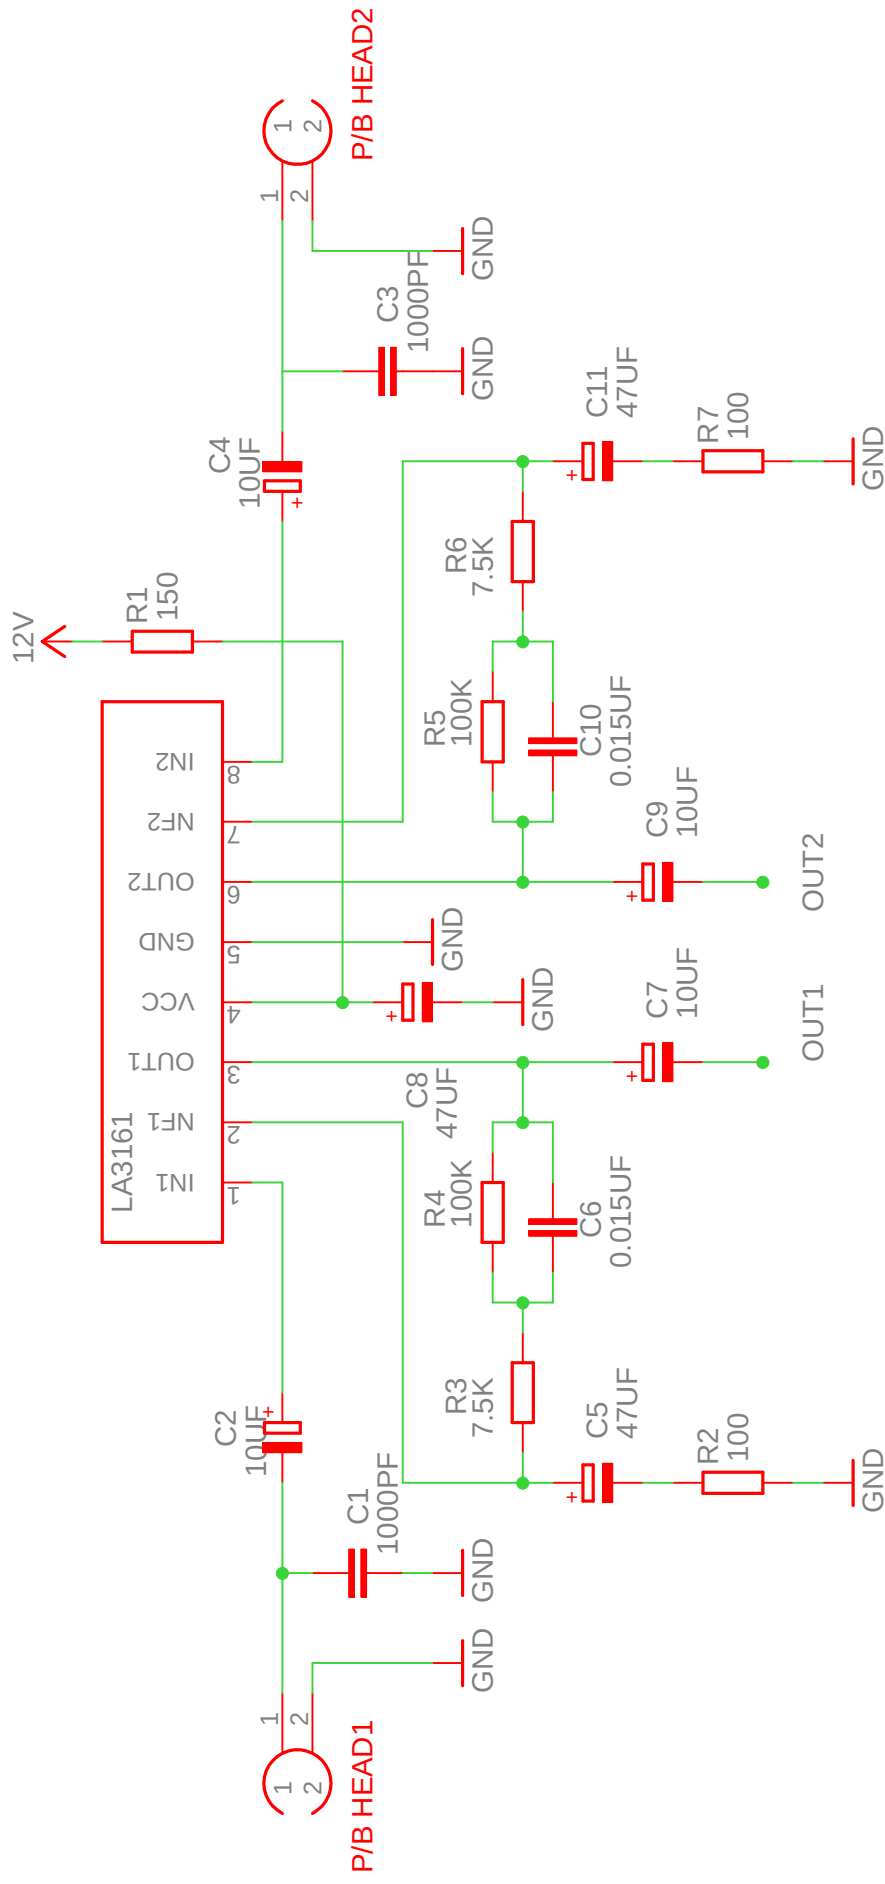 P/B HEAD1
1
2
1
2
GND
C1
1000PF
GND
C2
10UF
+
LA3161
IN1
NF1
OUT1
VCC
GND
OUT2
NF2
IN2
1
2
3
4
5
6
7
8
12V
R1
150
C4
10UF
+
C3
1000PF
GND
GND
1
2
1
2
P/B HEAD2
R3
7.5K
R4
100K
C6
0.015UF
C5
47UF
+
R2
100
GND
C8
47UF
+
GND
GND
C7
10UF
+
OUT1
C9
10UF
+
OUT2
R5
100K
C10
0.015UF
R6
7.5K
C11
47UF
+
R7
100
GND